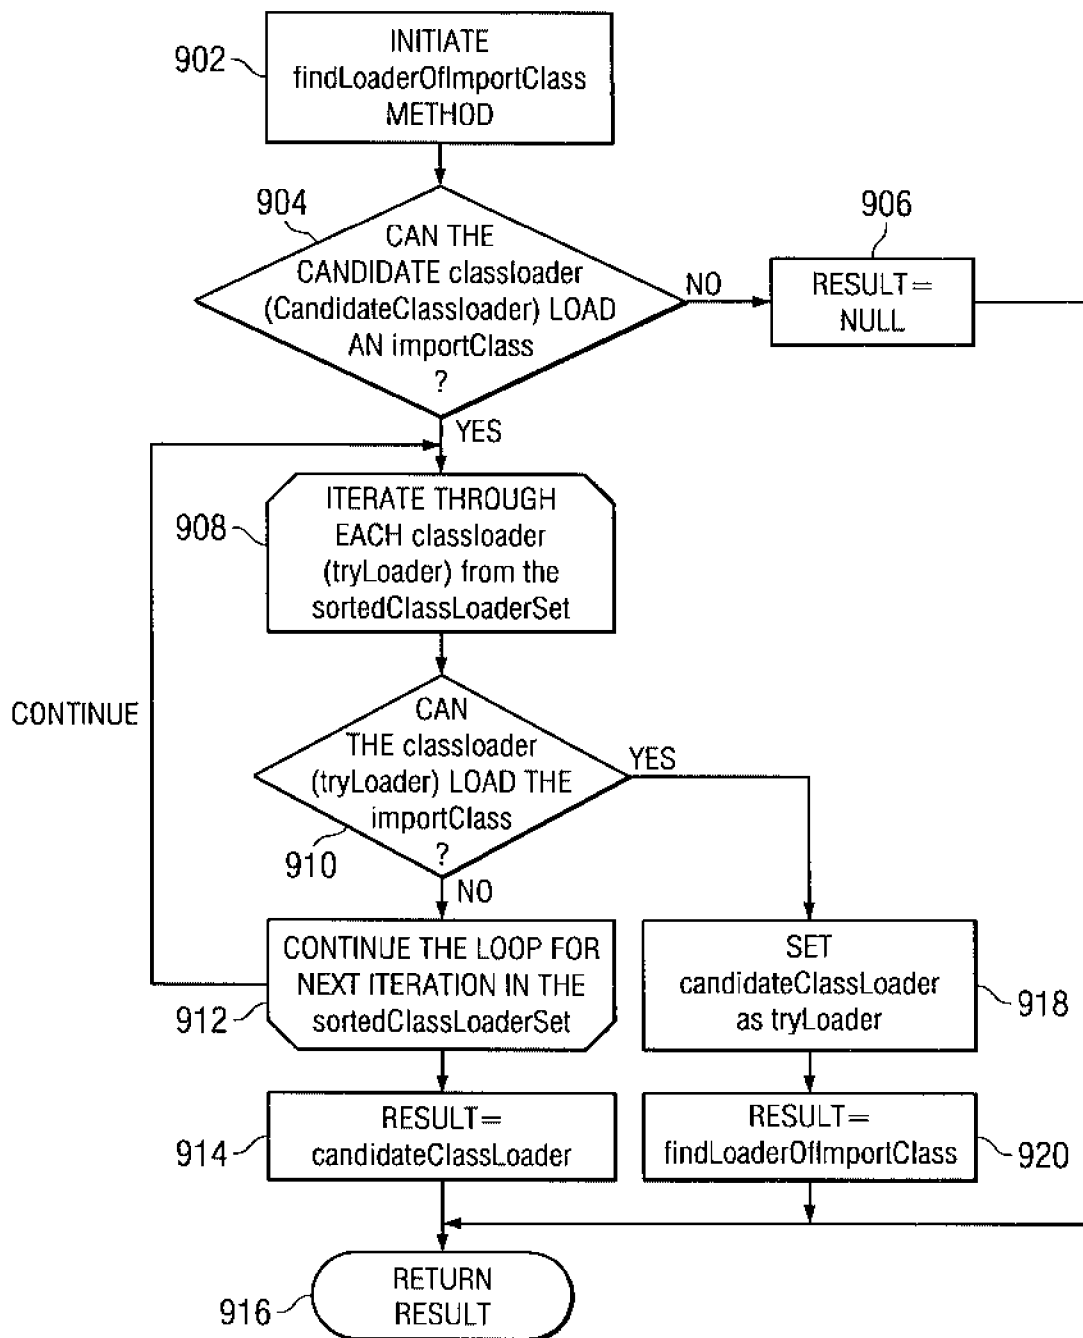 902
INITIATE
findLoaderOfImportClass
METHOD
904
CAN THE
CANDIDATE classloader
(CandidateClassloader) LOAD
AN importClass
?
NO
906
RESULT=
NULL
YES
908
ITERATE THROUGH
EACH classloader
(tryLoader) from the
sortedClassLoaderSet
CONTINUE
CAN
THE classloader
(tryLoader) LOAD THE
importClass
?
910
YES
NO
912
CONTINUE THE LOOP FOR
NEXT ITERATION IN THE
sortedClassLoaderSet
SET
candidateClassLoader
as tryLoader
918
914
RESULT=
candidateClassLoader
RESULT=
findLoaderOfImportClass
920
916
RETURN
RESULT